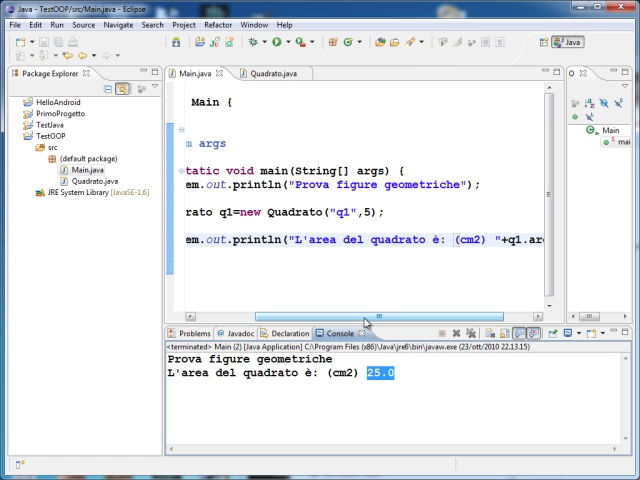 Java - TestOOP/src/Main.java - Eclipse
File Edit Run Source Navigate Search Project Refactor Window Help
Java
Package Explorer
Main.java Quadrato.java
O
HelloAndroid
PrimoProgetto
TestJava
TestOOP
src
(default package)
Main.java
Quadrato.java
JRE System Library [JavaSE-1.6]
Main {
m args
tatic void main(String[] args) {
em.out.println("Prova figure geometriche");
rato q1=new Quadrato("q1",5);
em.out.println("L'area del quadrato è: (cm2) "+q1.are
Main
mai
Problems Javadoc Declaration Console
<terminated> Main (2) [Java Application] C:\Program Files (x86)\Java\jre6\bin\javaw.exe (23/ott/2010 22.13.15)
Prova figure geometriche
L'area del quadrato è: (cm2) 25.0